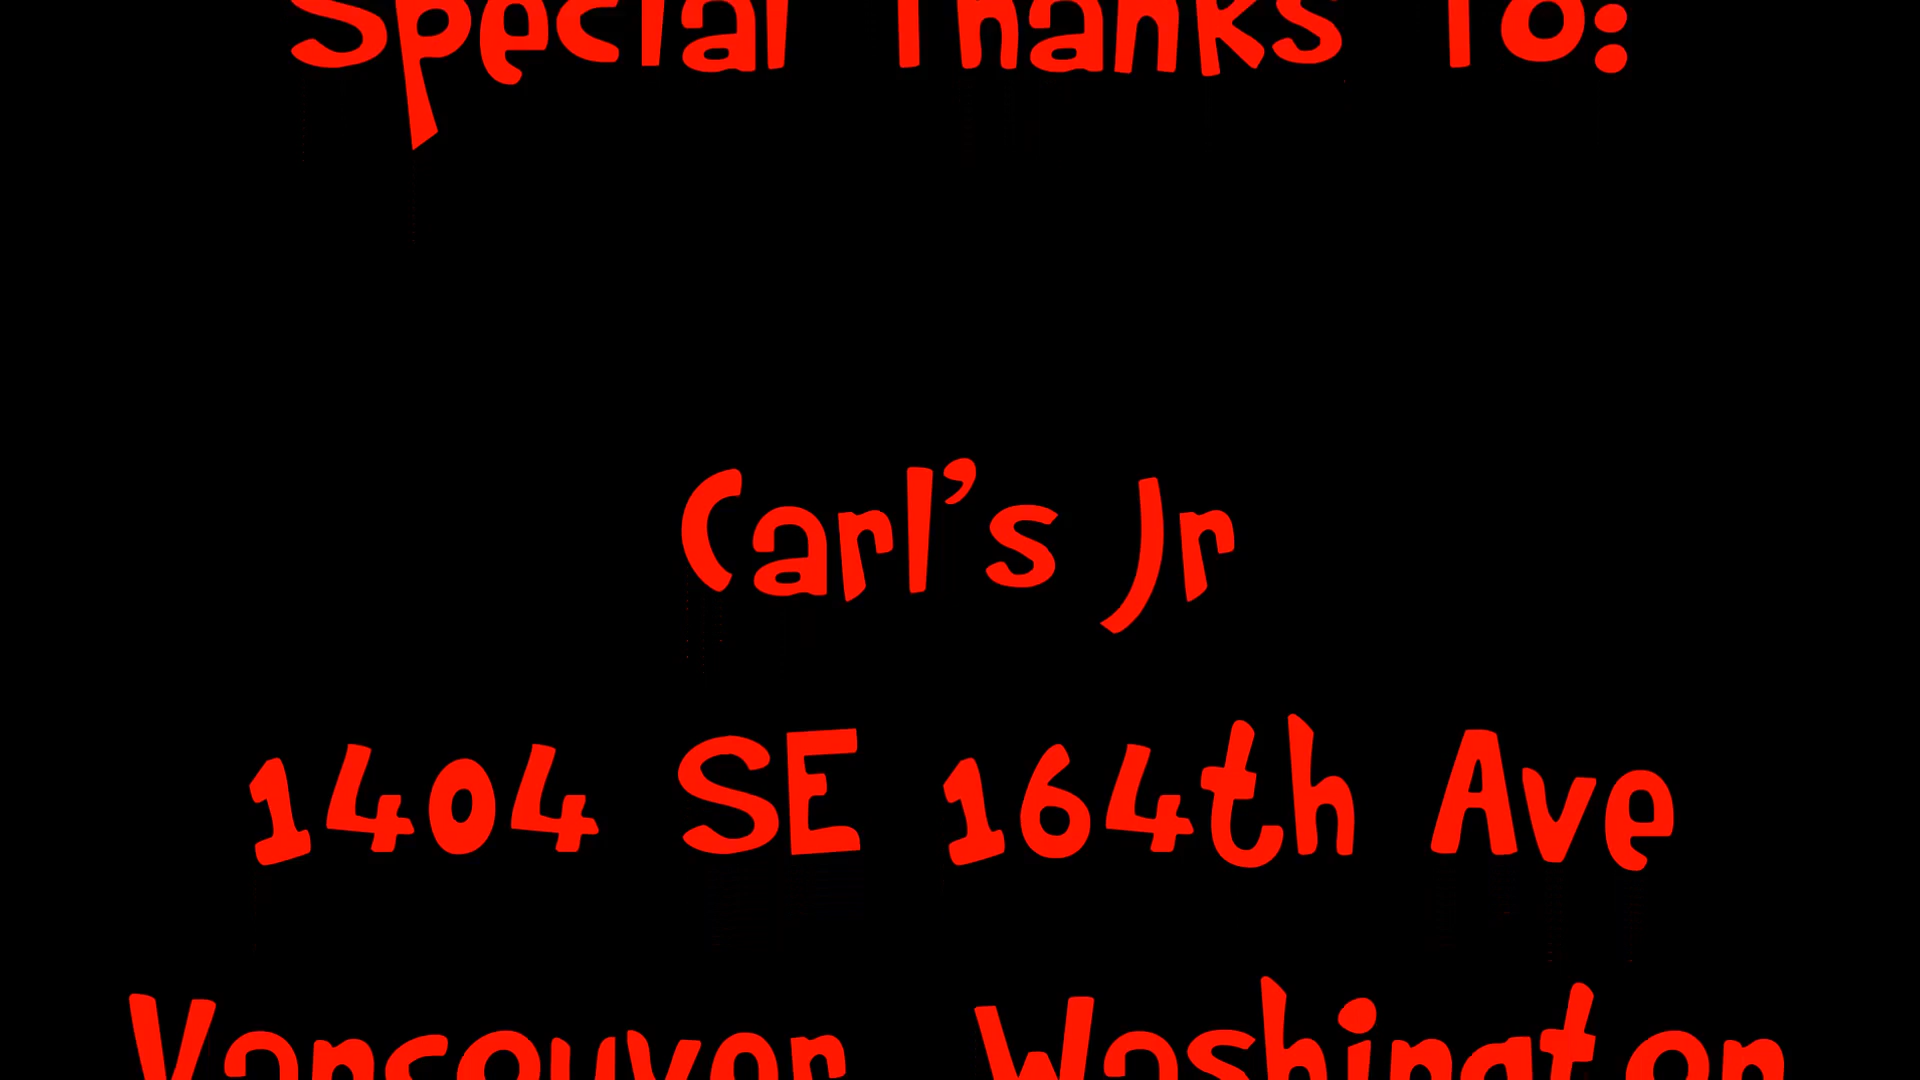 Special Thanks To:
Carl's Jr
1404 SE 164th Ave
Vancouver, Washington